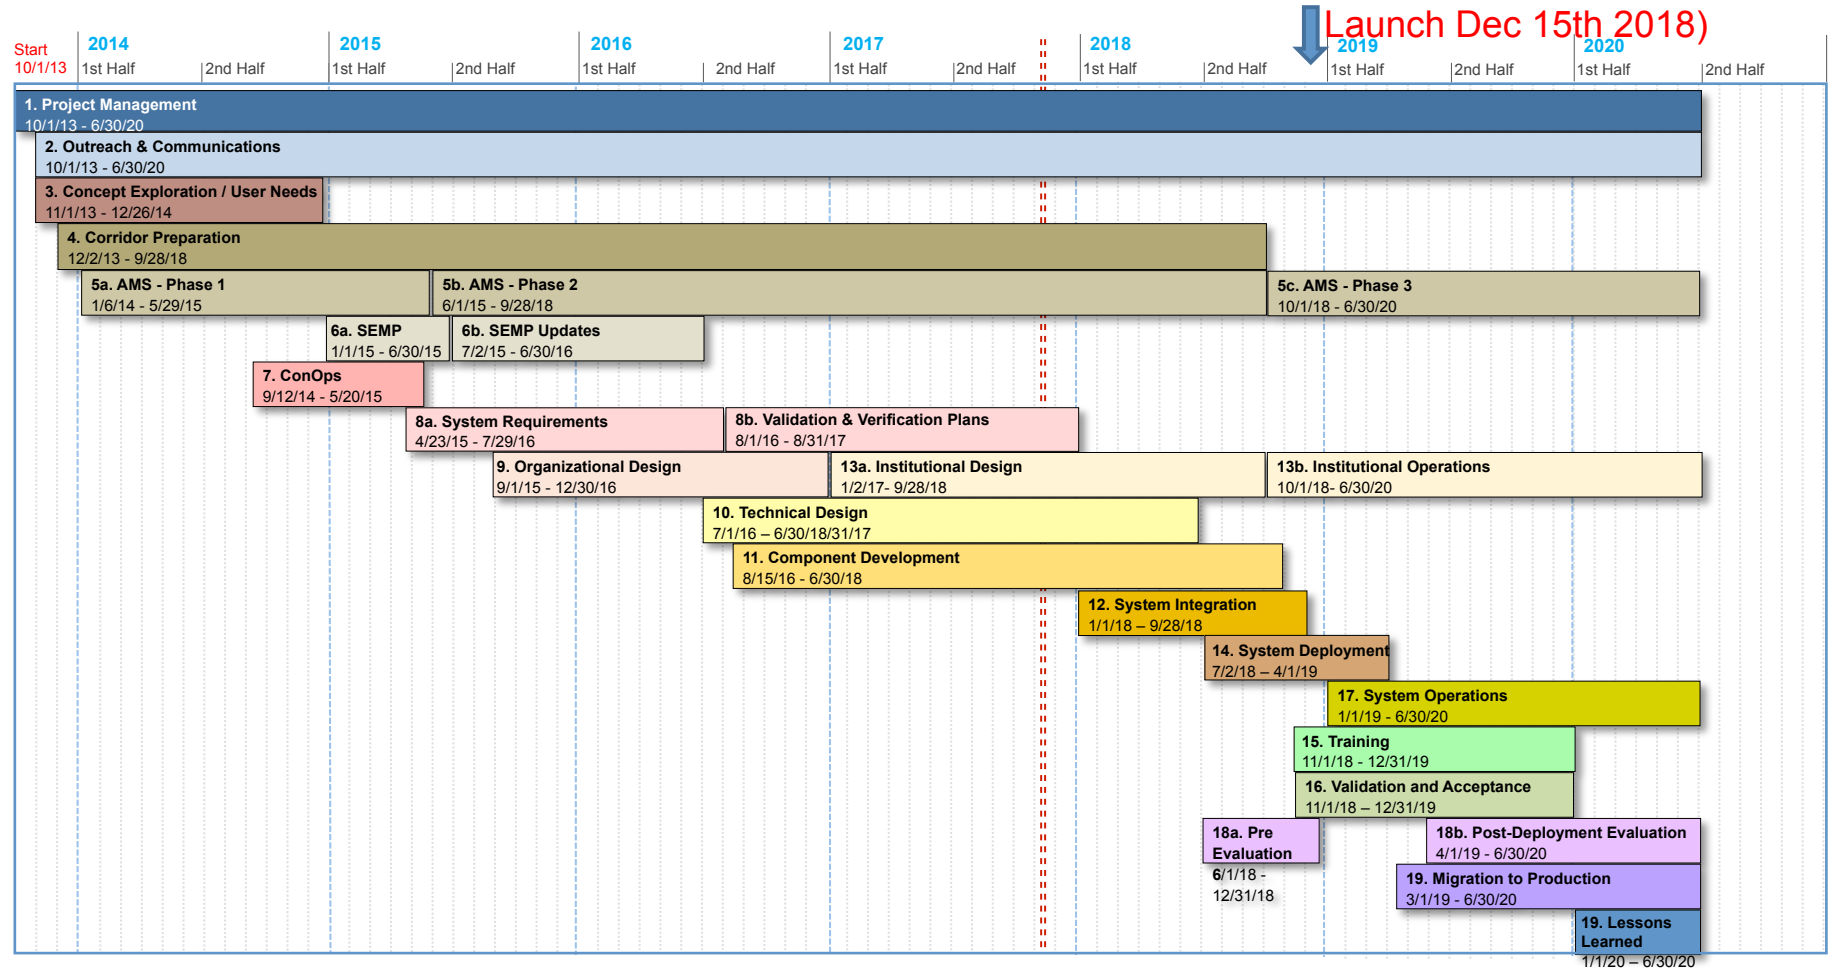 Launch Dec 15th 2018)
Start
10/1/13
2014
2015
2016
2017
2018
2019
2020
1st Half
2nd Half
1st Half
2nd Half
1st Half
2nd Half
1st Half
2nd Half
1st Half
2nd Half
1st Half
2nd Half
1st Half
2nd Half
1. Project Management
10/1/13 - 6/30/20
2. Outreach & Communications
10/1/13 - 6/30/20
3. Concept Exploration / User Needs
11/1/13 - 12/26/14
4. Corridor Preparation
12/2/13 - 9/28/18
5a. AMS - Phase 1
1/6/14 - 5/29/15
5b. AMS - Phase 2
6/1/15 - 9/28/18
5c. AMS - Phase 3
10/1/18 - 6/30/20
6a. SEMP
1/1/15 - 6/30/15
6b. SEMP Updates
7/2/15 - 6/30/16
7. ConOps
9/12/14 - 5/20/15
8a. System Requirements
4/23/15 - 7/29/16
8b. Validation & Verification Plans
8/1/16 - 8/31/17
9. Organizational Design
9/1/15 - 12/30/16
13a. Institutional Design
1/2/17- 9/28/18
13b. Institutional Operations
10/1/18- 6/30/20
10. Technical Design
7/1/16 – 6/30/18/31/17
11. Component Development
8/15/16 - 6/30/18
12. System Integration
1/1/18 – 9/28/18
14. System Deployment
7/2/18 – 4/1/19
17. System Operations
1/1/19 - 6/30/20
15. Training
11/1/18 - 12/31/19
16. Validation and Acceptance
11/1/18 – 12/31/19
18a. Pre
Evaluation
6/1/18 -
12/31/18
18b. Post-Deployment Evaluation
4/1/19 - 6/30/20
19. Migration to Production
3/1/19 - 6/30/20
19. Lessons
Learned
1/1/20 – 6/30/20